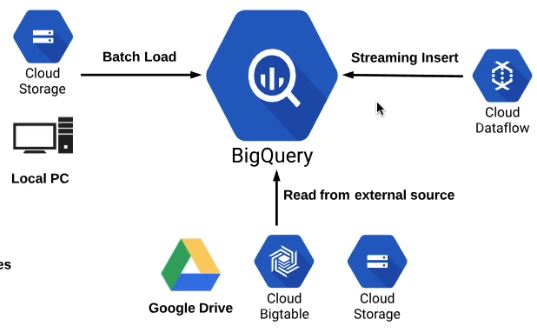 Cloud
Storage
Batch Load
Streaming Insert
Cloud
Dataflow
Local PC
BigQuery
Read from external source
es
Google Drive
Cloud
Bigtable
Cloud
Storage